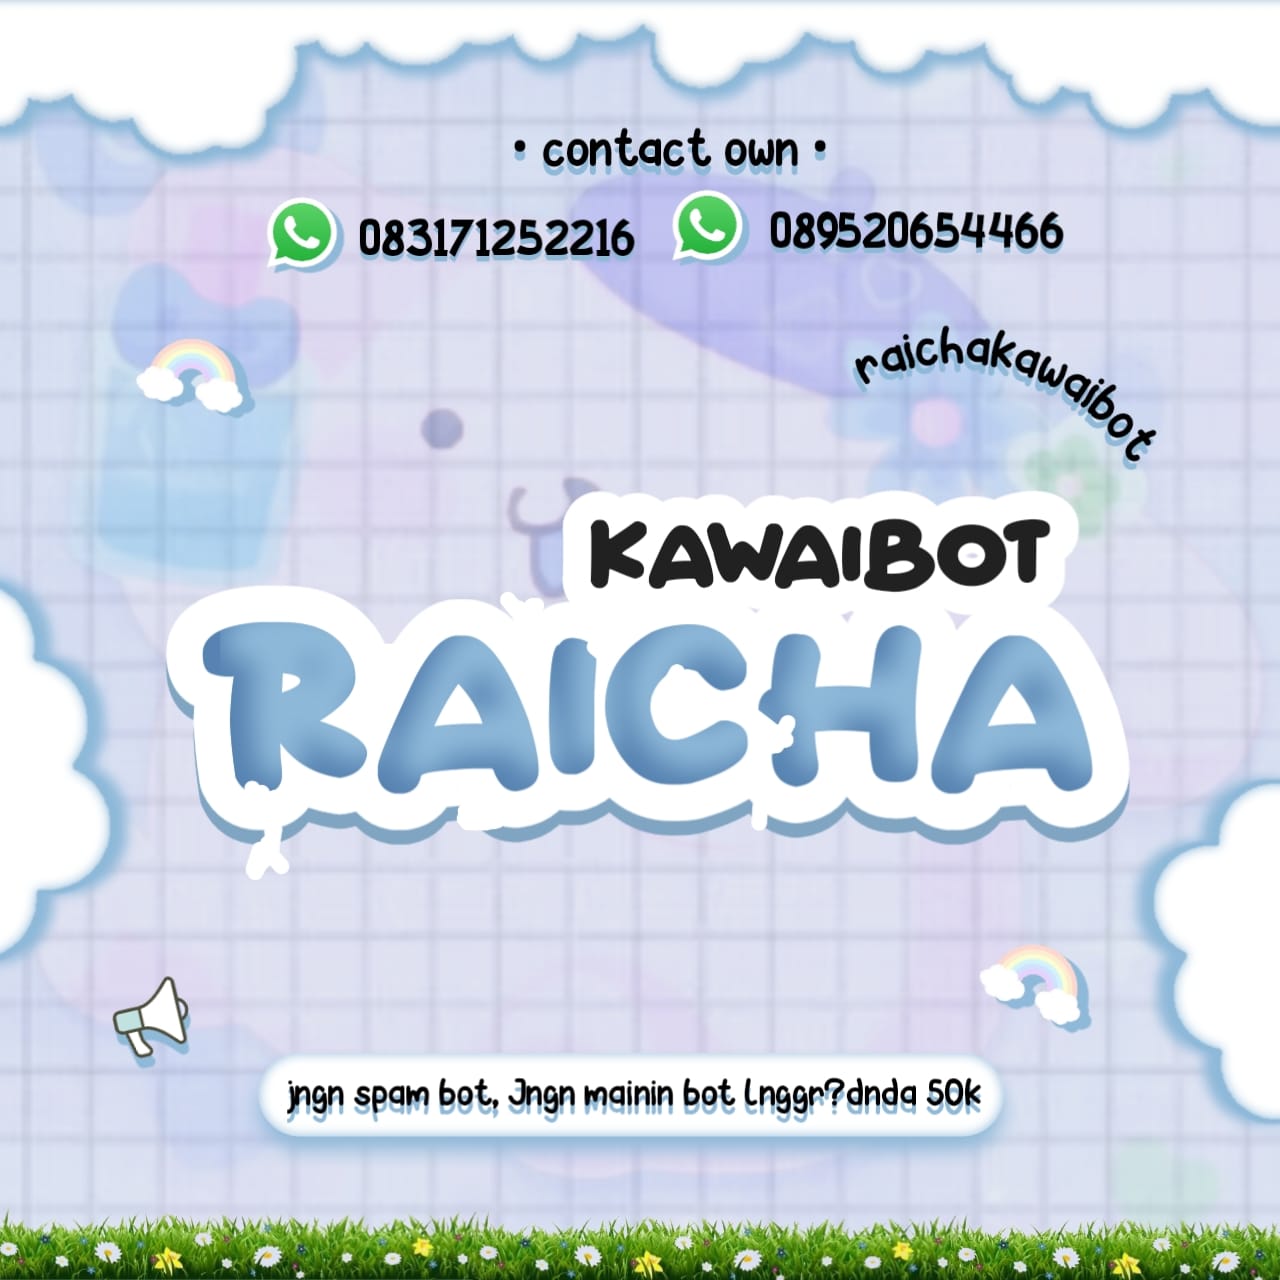 • contact own •
083171252216 089520654466
raichakawaibot
KAWAIBOT
RAICHA
jngn spam bot, Jngn mainin bot Lnggr?dnda 50k